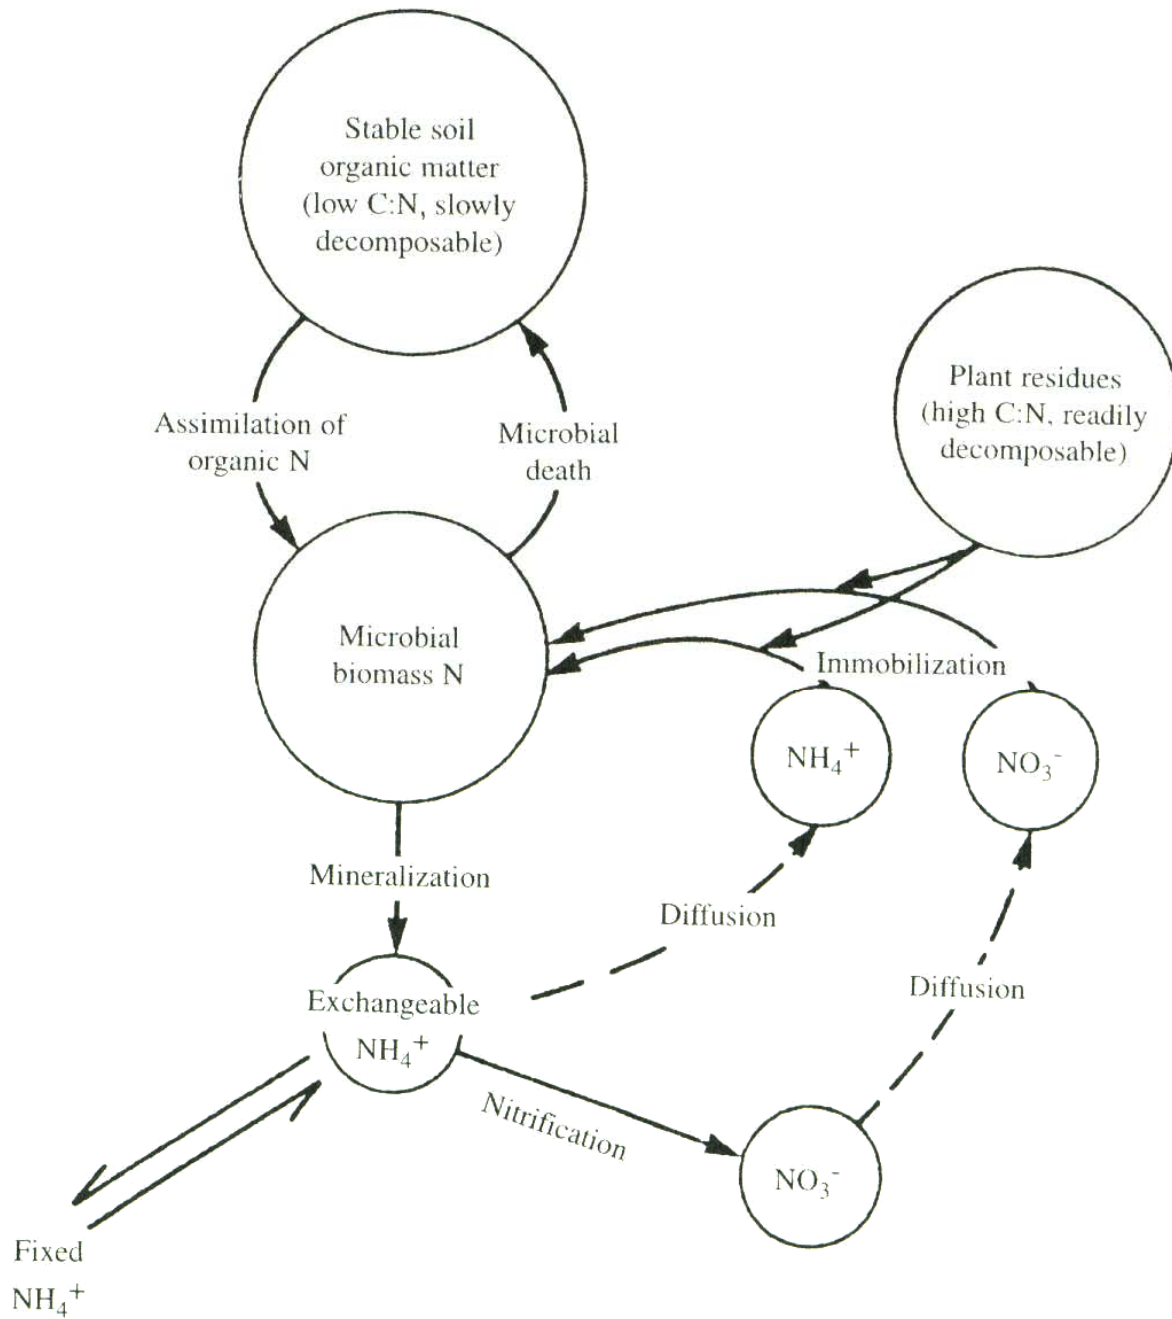 Stable soil
organic matter
(low C:N, slowly
decomposable)
Plant residues
(high C:N, readily
decomposable)
Assimilation of
organic N
Microbial
death
Microbial
biomass N
Immobilization
NH₄⁺
NO₃⁻
Mineralization
Diffusion
Diffusion
Exchangeable
NH₄⁺
Nitrification
NO₃⁻
Fixed
NH₄⁺